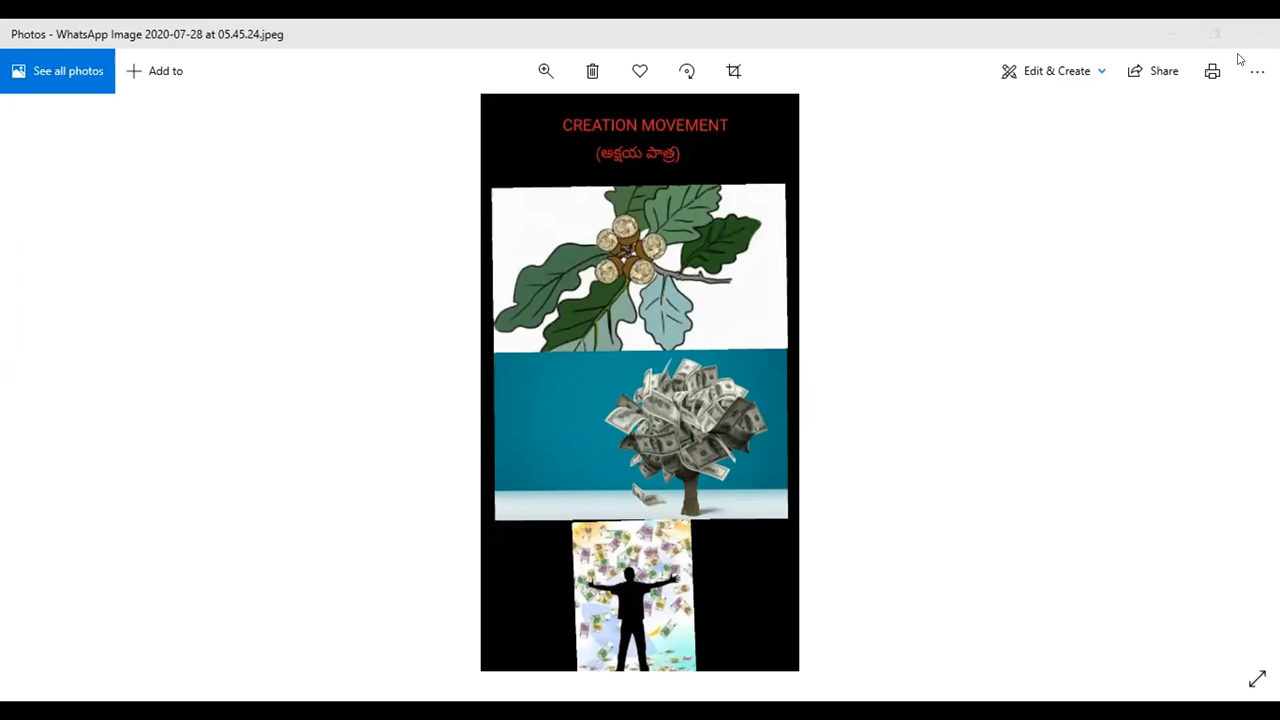 Photos - WhatsApp Image 2020-07-28 at 05.45.24.jpeg
See all photos
Add to
Edit & Create
Share
CREATION MOVEMENT
(అక్షయ పాత్ర)